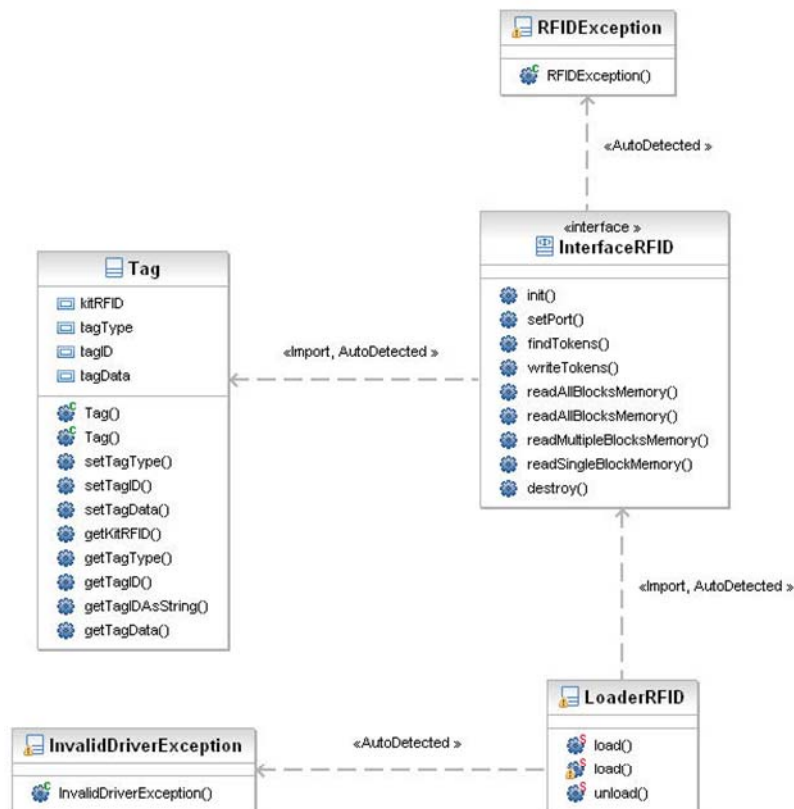 RFIDException
RFIDException()
«AutoDetected »
«interface »
InterfaceRFID
init()
setPort()
findTokens()
writeTokens()
readAllBlocksMemory()
readAllBlocksMemory()
readMultipleBlocksMemory()
readSingleBlockMemory()
destroy()
Tag
kitRFID
tagType
tagID
tagData
Tag()
Tag()
setTagType()
setTagID()
setTagData()
getKitRFID()
getTagType()
getTagID()
getTagIDAsString()
getTagData()
«Import, AutoDetected »
«Import, AutoDetected »
LoaderRFID
load()
load()
unload()
«AutoDetected »
InvalidDriverException
InvalidDriverException()